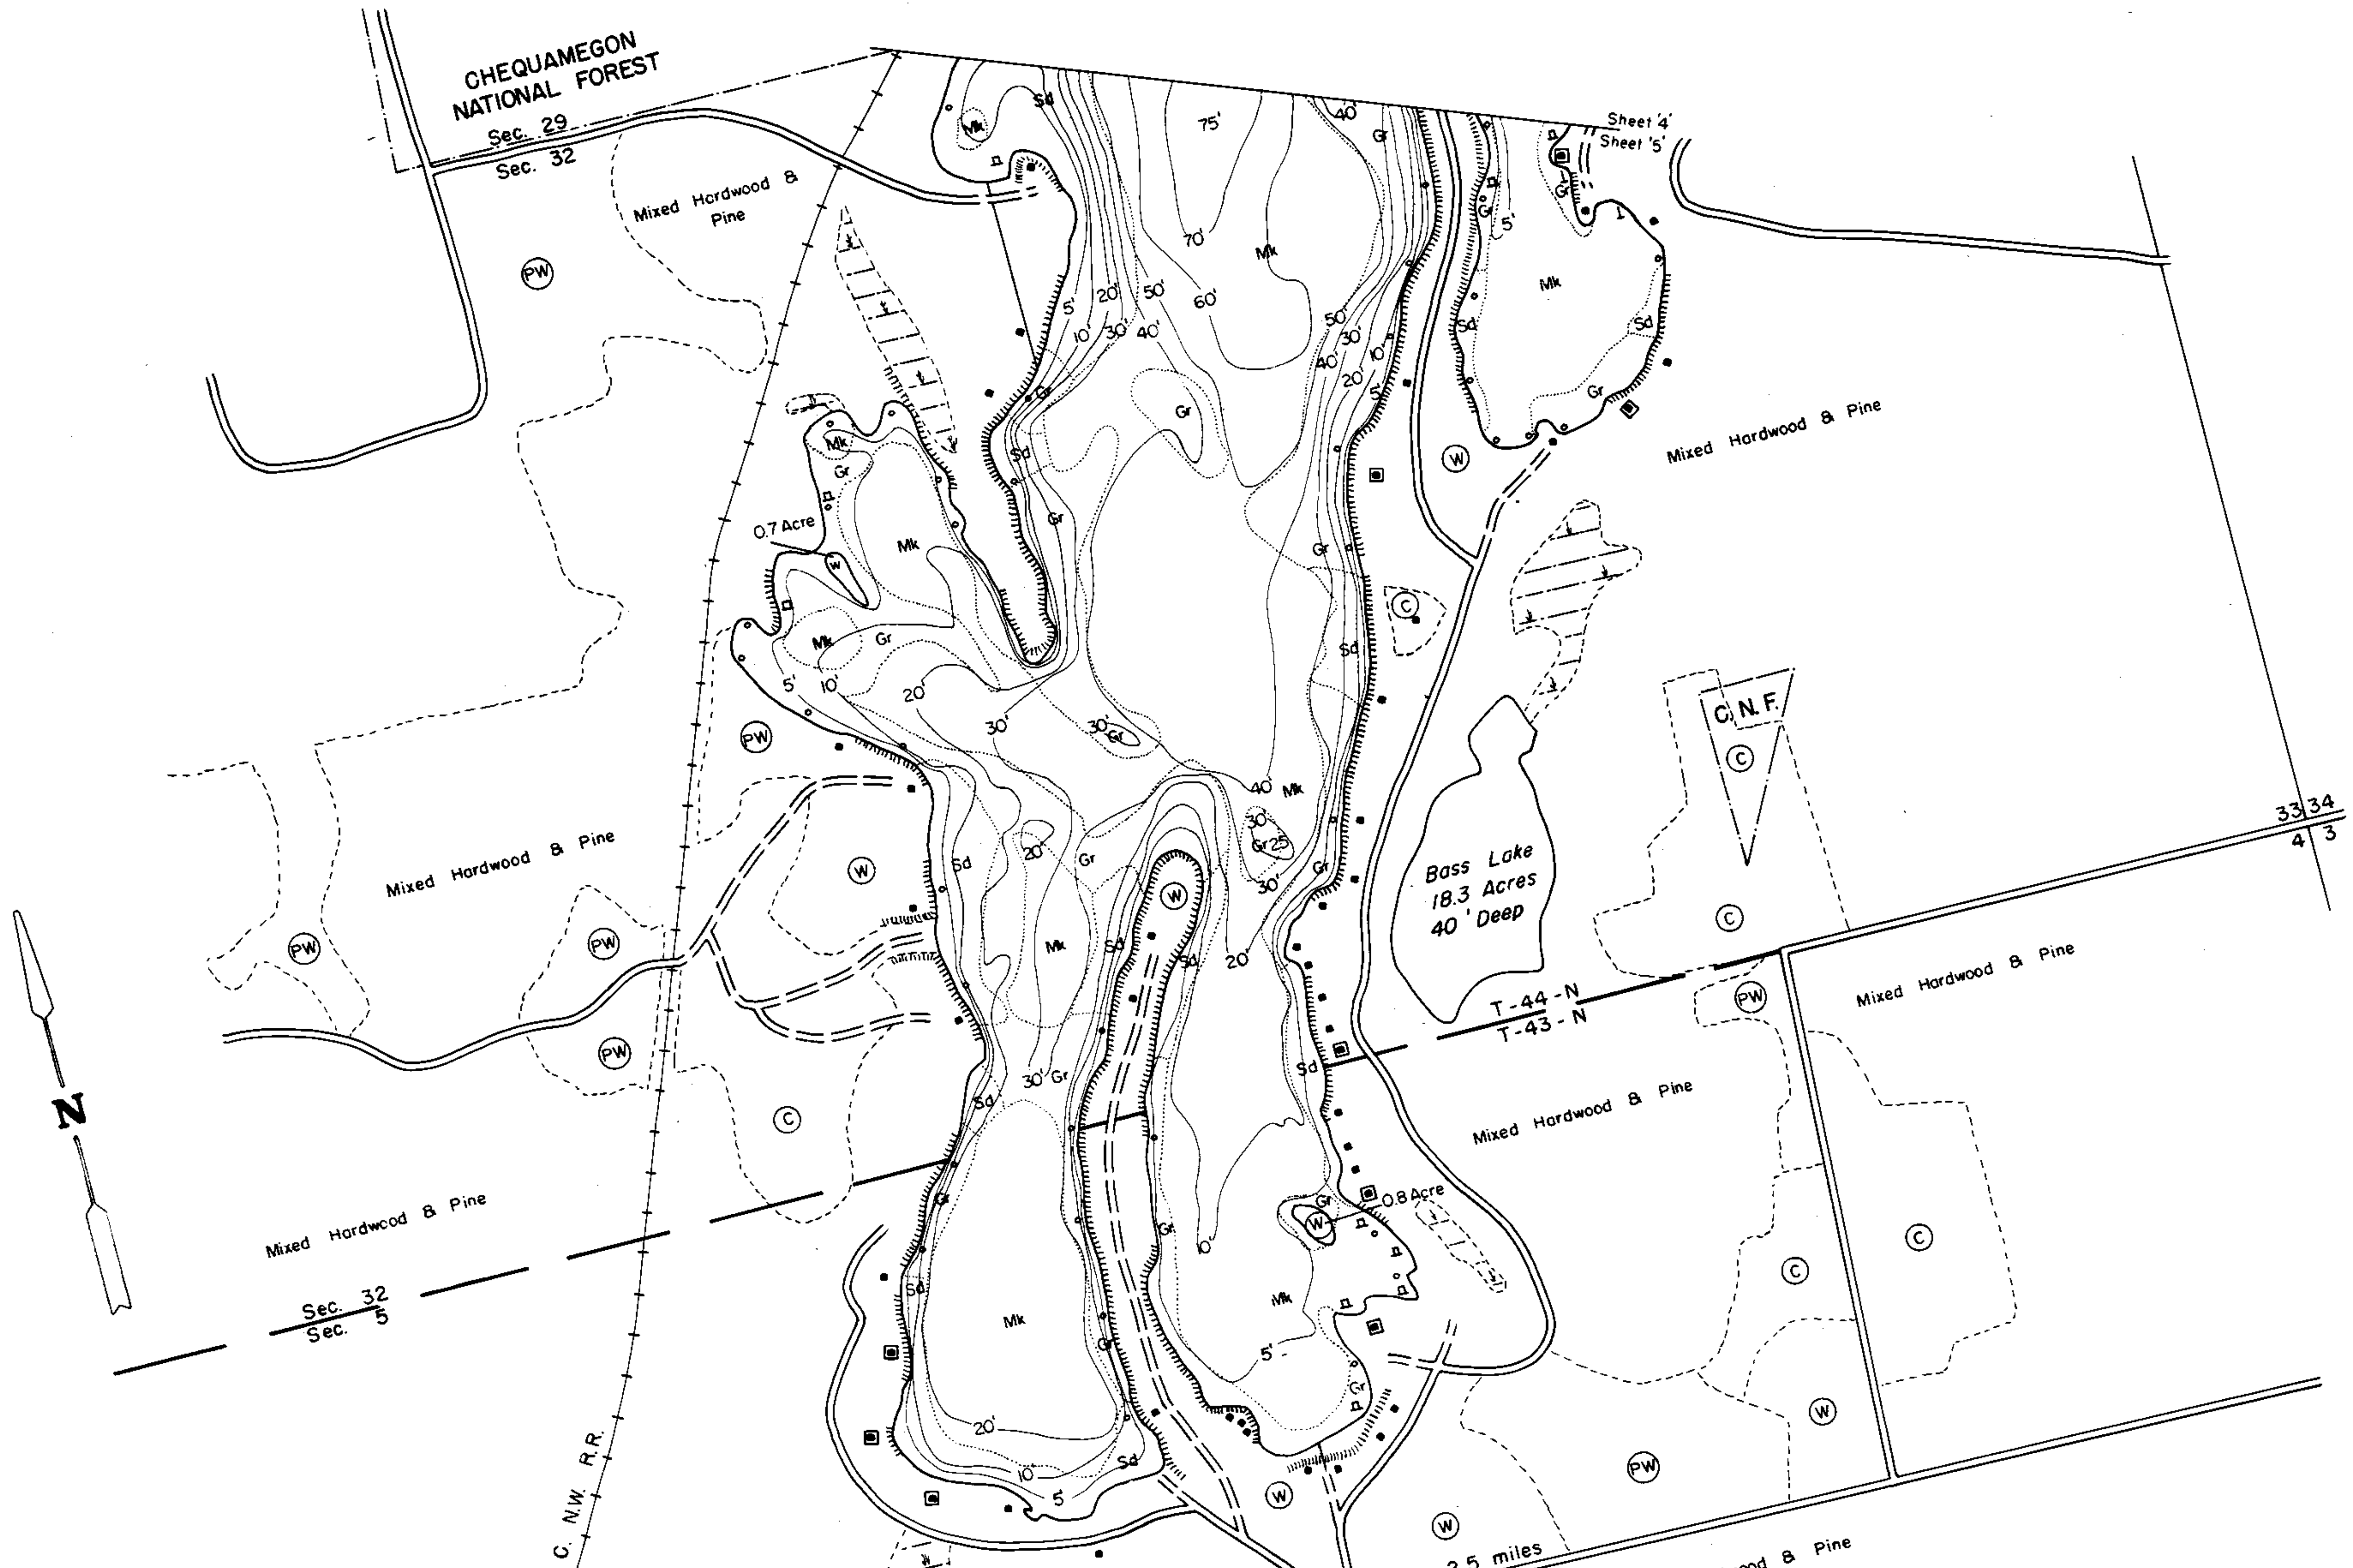 CHEQUAMEGON
NATIONAL FOREST
Sec. 29
Sec. 32
Sheet '4'
Sheet '5'
Mixed Hardwood &
Pine
PW
Mk
Sd
75'
40'
Gr
Gr
Gr
5'
70'
Mk
Mk
60'
50'
20'
5'
10'
30'
40'
50'
30'
40'
10'
20'
5'
Sd
Sd
Gr
Gr
Gr
Mixed Hardwood & Pine
W
Mk
Gr
Sd
Gr
0.7 Acre
Mk
W
Gr
C
Mk
Gr
Sd
5'
10'
20'
30'
30'
Gr
PW
C. N. F.
C
40'
Mk
30'
Gr
25
33 34
4 3
Mixed Hardwood & Pine
W
Sd
20'
Gr
Gr
30'
Bass Lake
18.3 Acres
40' Deep
W
C
PW
PW
Mk
Sd
Sd
20'
Mixed Hardwood & Pine
PW
T-44-N
T-43-N
PW
N
30'
Gr
Sd
Sd
C
Mixed Hardwood & Pine
Mixed Hardwood & Pine
Gr
Gr
Gr
W
0.8 Acre
10'
C
C
Sec. 32
Sec. 5
Sd
Mk
Mk
Gr
5'
Gr
W
20'
10'
Sd
5
PW
W
W
C. N.W. R.R.
2.5 miles
& Pine